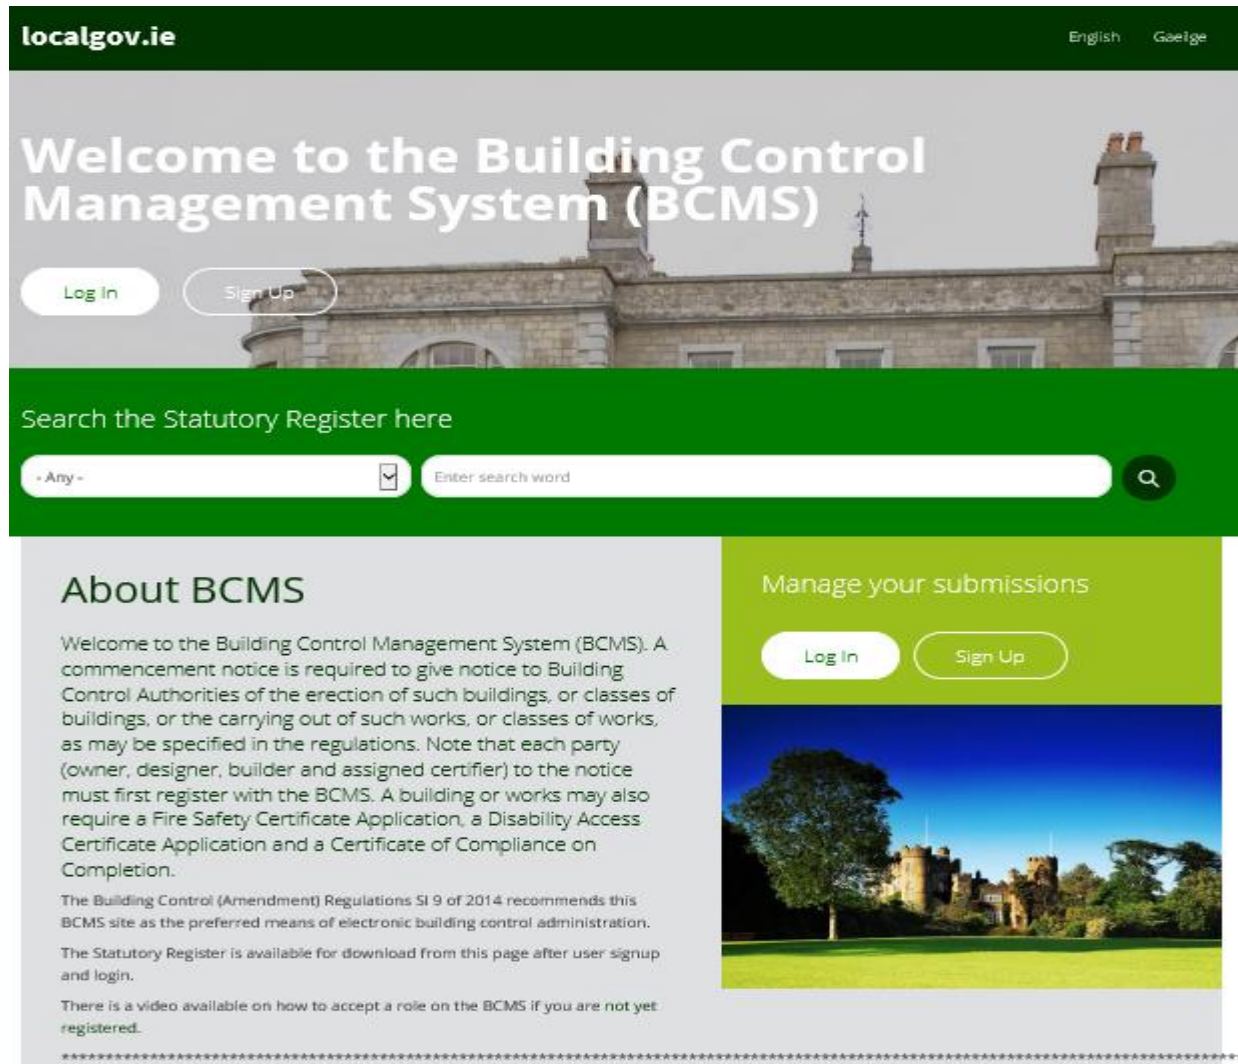 localgov.ie
English Gaeilge
Welcome to the Building Control
Management System (BCMS)
Log In Sign Up
Search the Statutory Register here
- Any - Enter search word
About BCMS
Manage your submissions
Log In Sign Up
Welcome to the Building Control Management System (BCMS). A
commencement notice is required to give notice to Building
Control Authorities of the erection of such buildings, or classes of
buildings, or the carrying out of such works, or classes of works,
as may be specified in the regulations. Note that each party
(owner, designer, builder and assigned certifier) to the notice
must first register with the BCMS. A building or works may also
require a Fire Safety Certificate Application, a Disability Access
Certificate Application and a Certificate of Compliance on
Completion.
The Building Control (Amendment) Regulations SI 9 of 2014 recommends this
BCMS site as the preferred means of electronic building control administration.
The Statutory Register is available for download from this page after user signup
and login.
There is a video available on how to accept a role on the BCMS if you are not yet
registered.